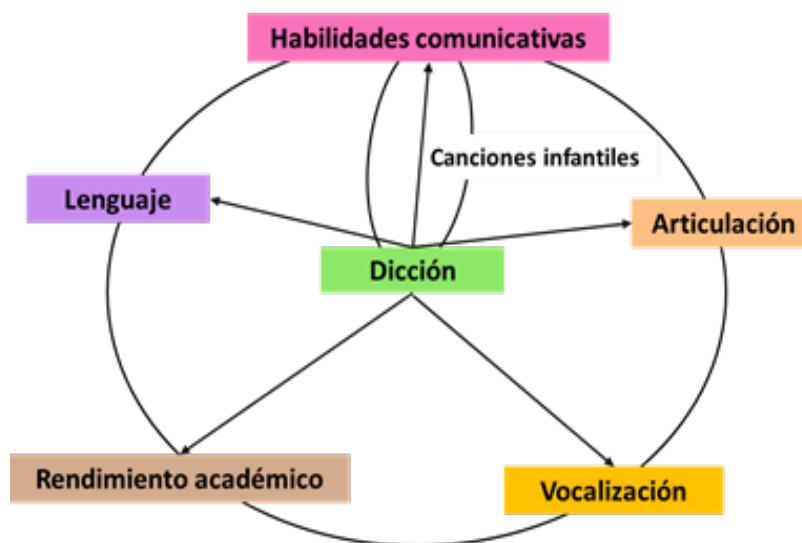 Habilidades comunicativas
Canciones infantiles
Lenguaje
Articulación
Dicción
Rendimiento académico
Vocalización